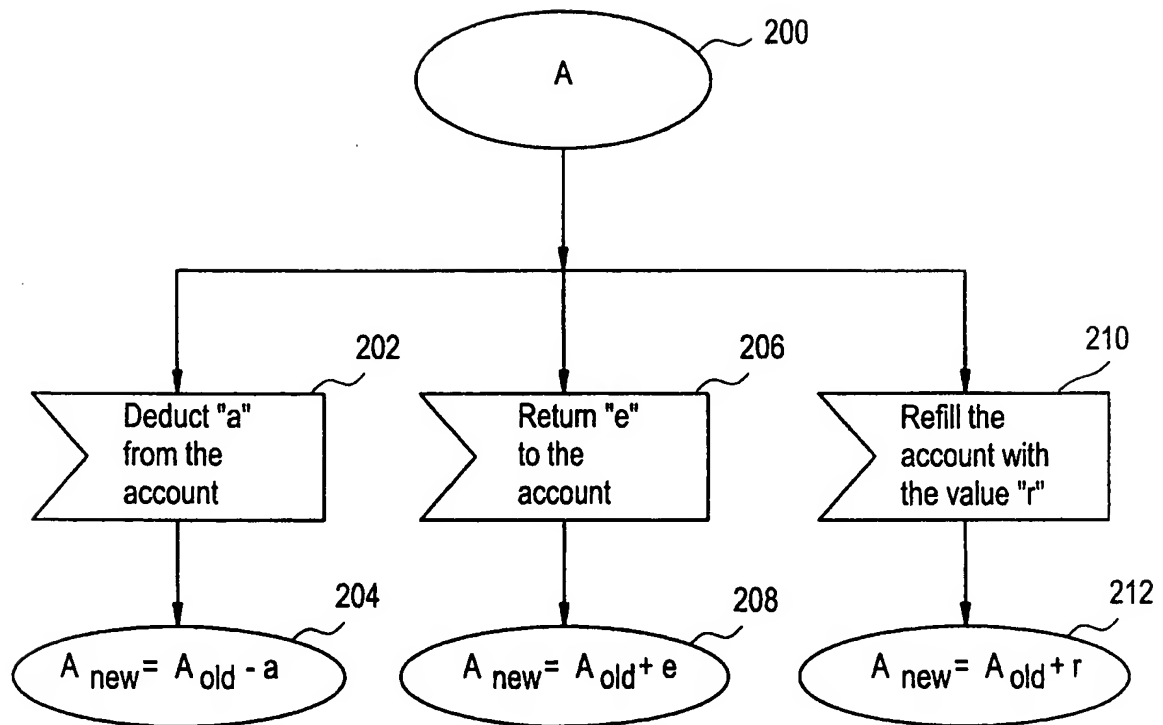 200
A
202
206
210
Deduct "a"
from the
account
Return "e"
to the
account
Refill the
account with
the value "r"
204
208
212
A new = A old - a
A new = A old + e
A new = A old + r